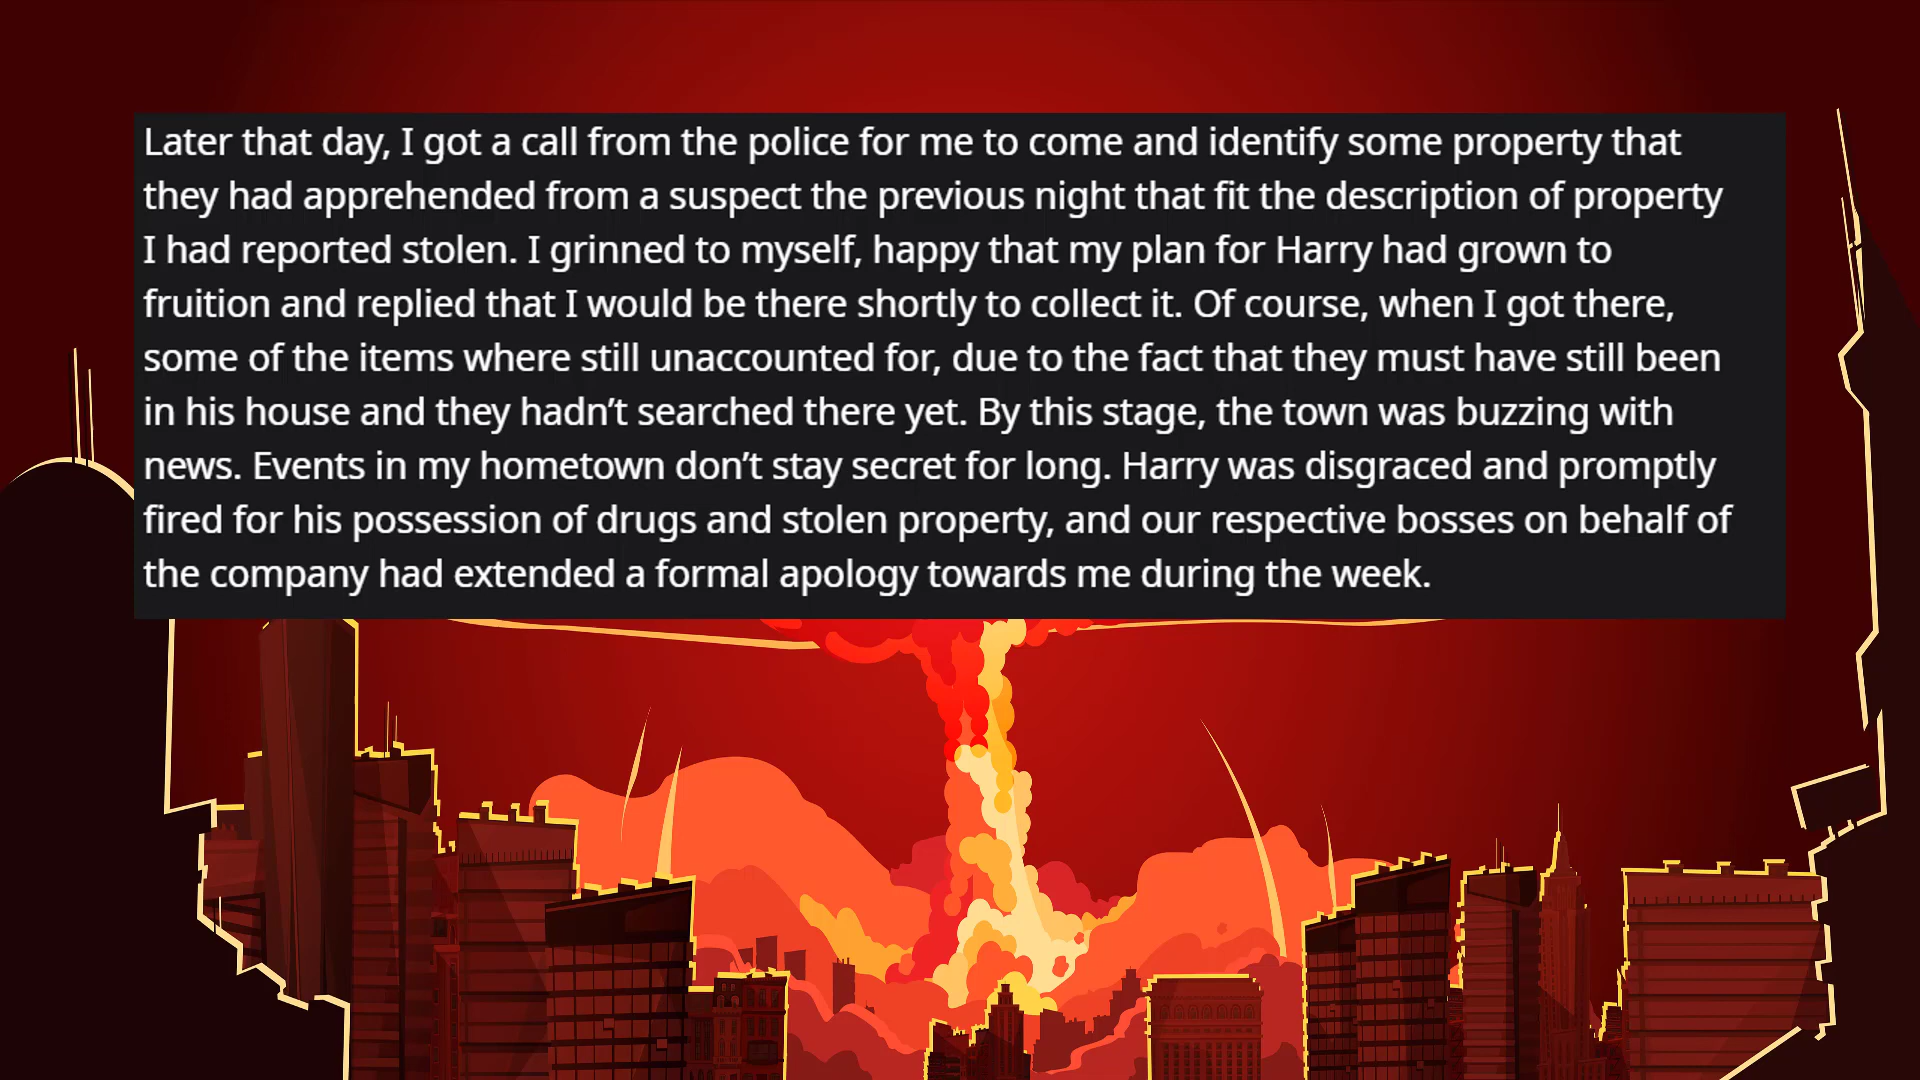 Later that day, I got a call from the police for me to come and identify some property that
they had apprehended from a suspect the previous night that fit the description of property
I had reported stolen. I grinned to myself, happy that my plan for Harry had grown to
fruition and replied that I would be there shortly to collect it. Of course, when I got there,
some of the items where still unaccounted for, due to the fact that they must have still been
in his house and they hadn’t searched there yet. By this stage, the town was buzzing with
news. Events in my hometown don’t stay secret for long. Harry was disgraced and promptly
fired for his possession of drugs and stolen property, and our respective bosses on behalf of
the company had extended a formal apology towards me during the week.